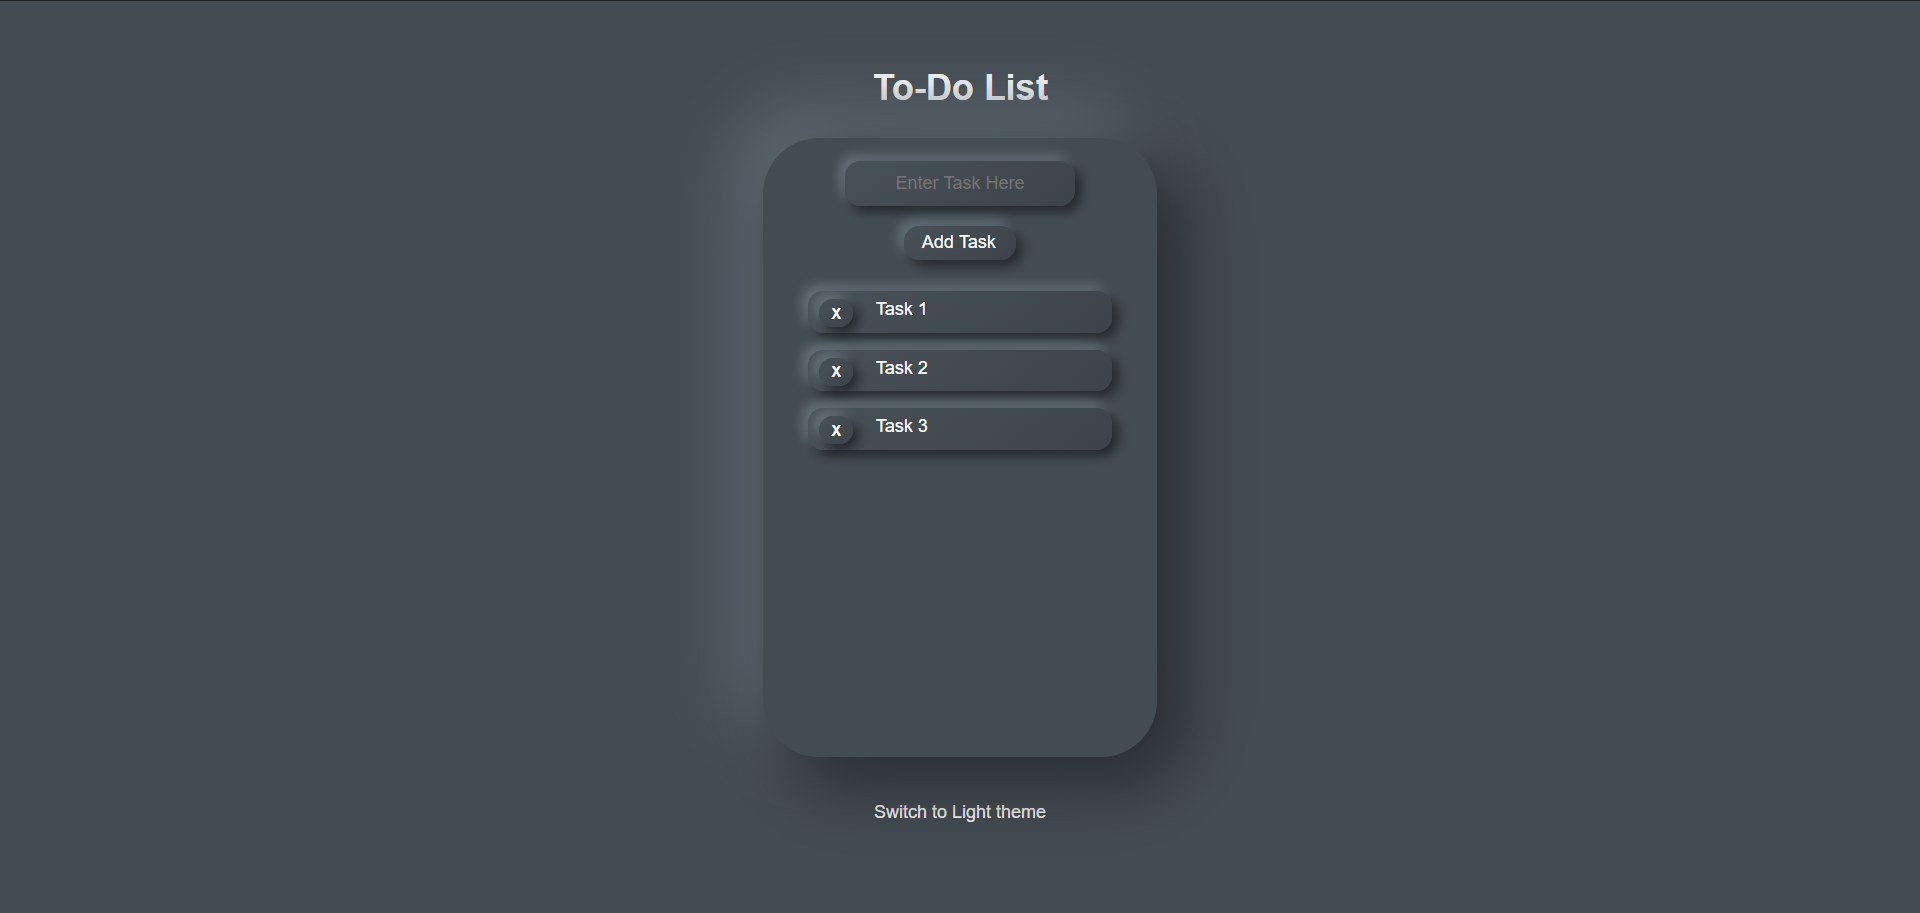 To-Do List
Enter Task Here
Add Task
X Task 1
X Task 2
X Task 3
Switch to Light theme